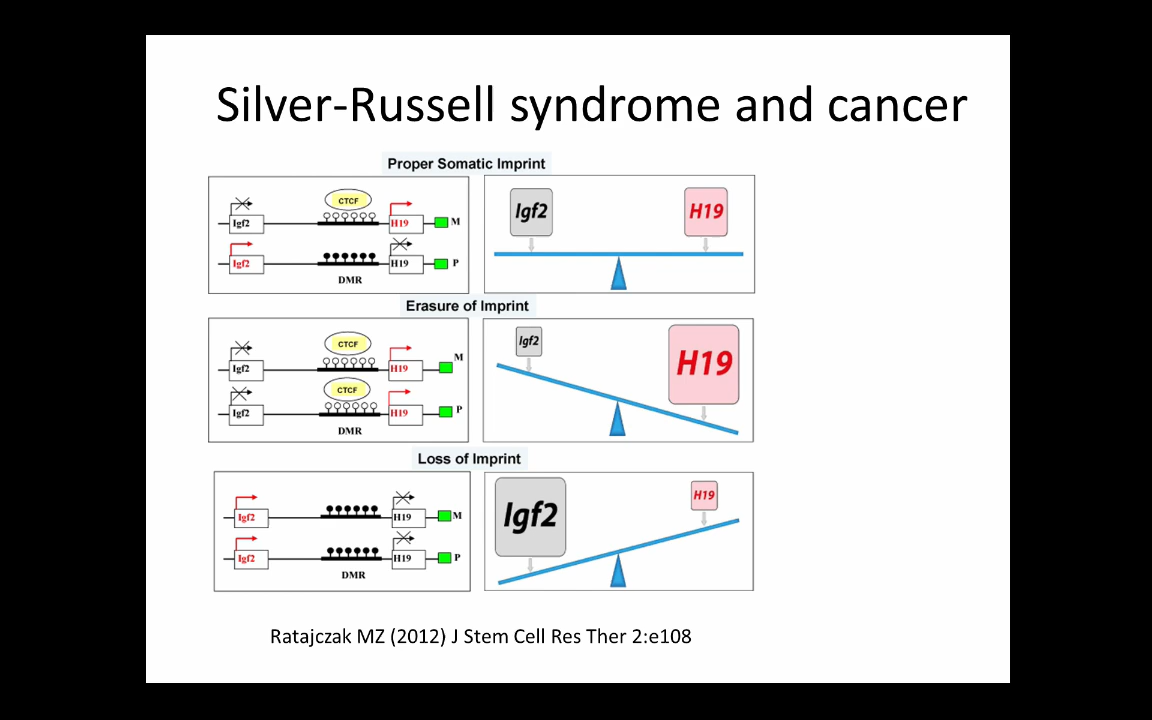 Silver-Russell syndrome and cancer
Proper Somatic Imprint
CTCF
Igf2
H19
M
Igf2
H19
P
DMR
Igf2
H19
Erasure of Imprint
CTCF
Igf2
H19
M
CTCF
Igf2
H19
P
DMR
Igf2
H19
Loss of Imprint
Igf2
H19
M
Igf2
H19
P
DMR
Igf2
H19
Ratajczak MZ (2012) J Stem Cell Res Ther 2:e108